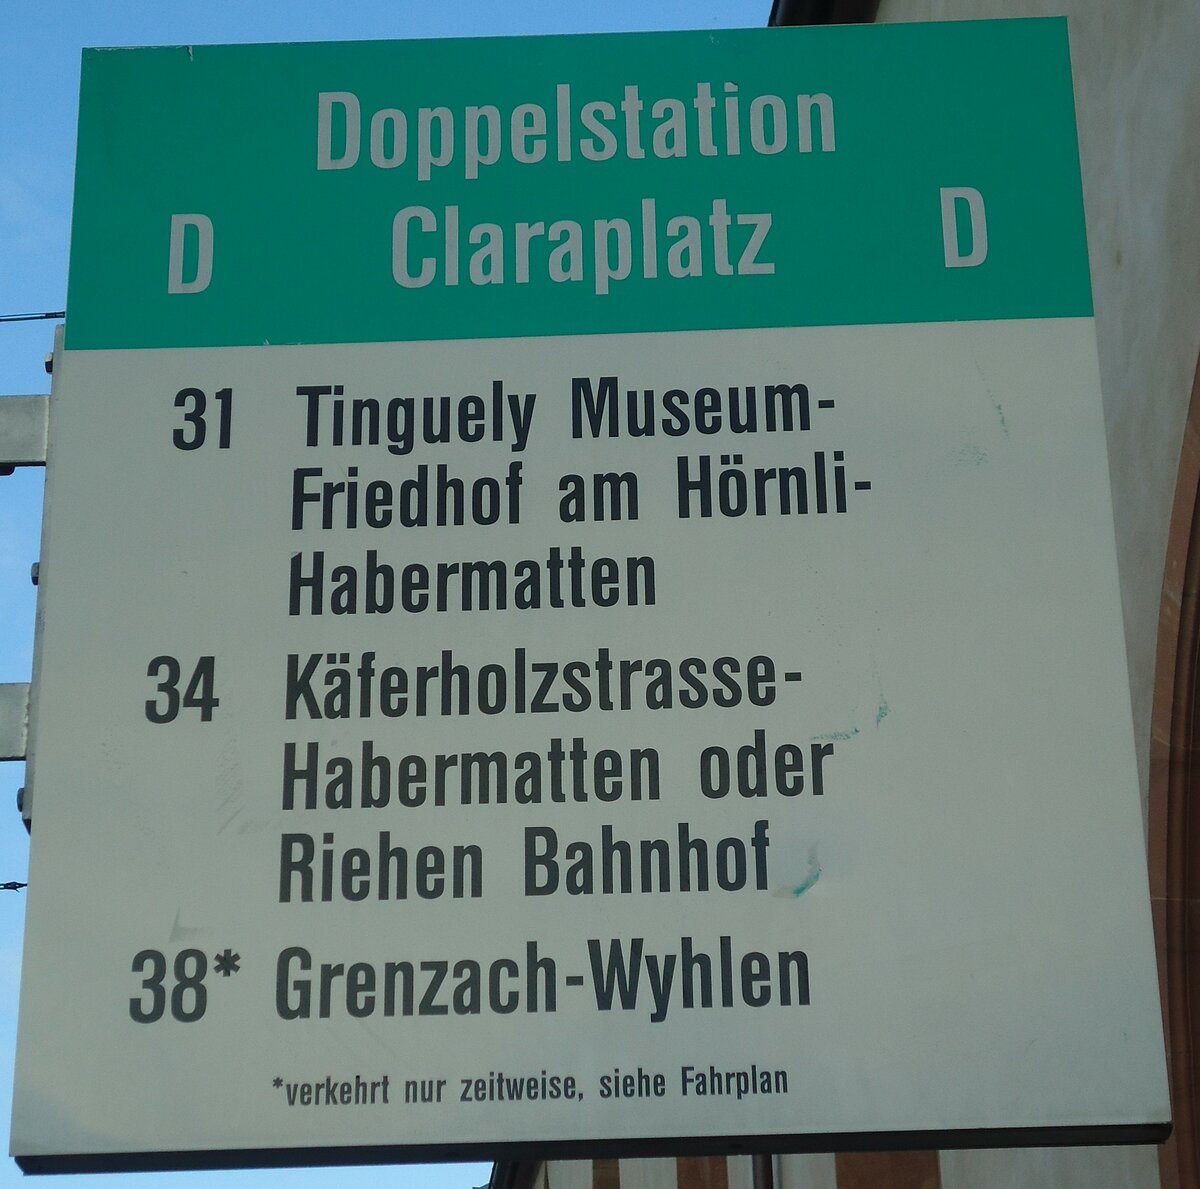 Doppelstation
D Claraplatz D
31 Tinguely Museum-
Friedhof am Hörnli-
Habermatten
34 Käferholzstrasse-
Habermatten oder
Riehen Bahnhof
38* Grenzach-Wyhlen
*verkehrt nur zeitweise, siehe Fahrplan